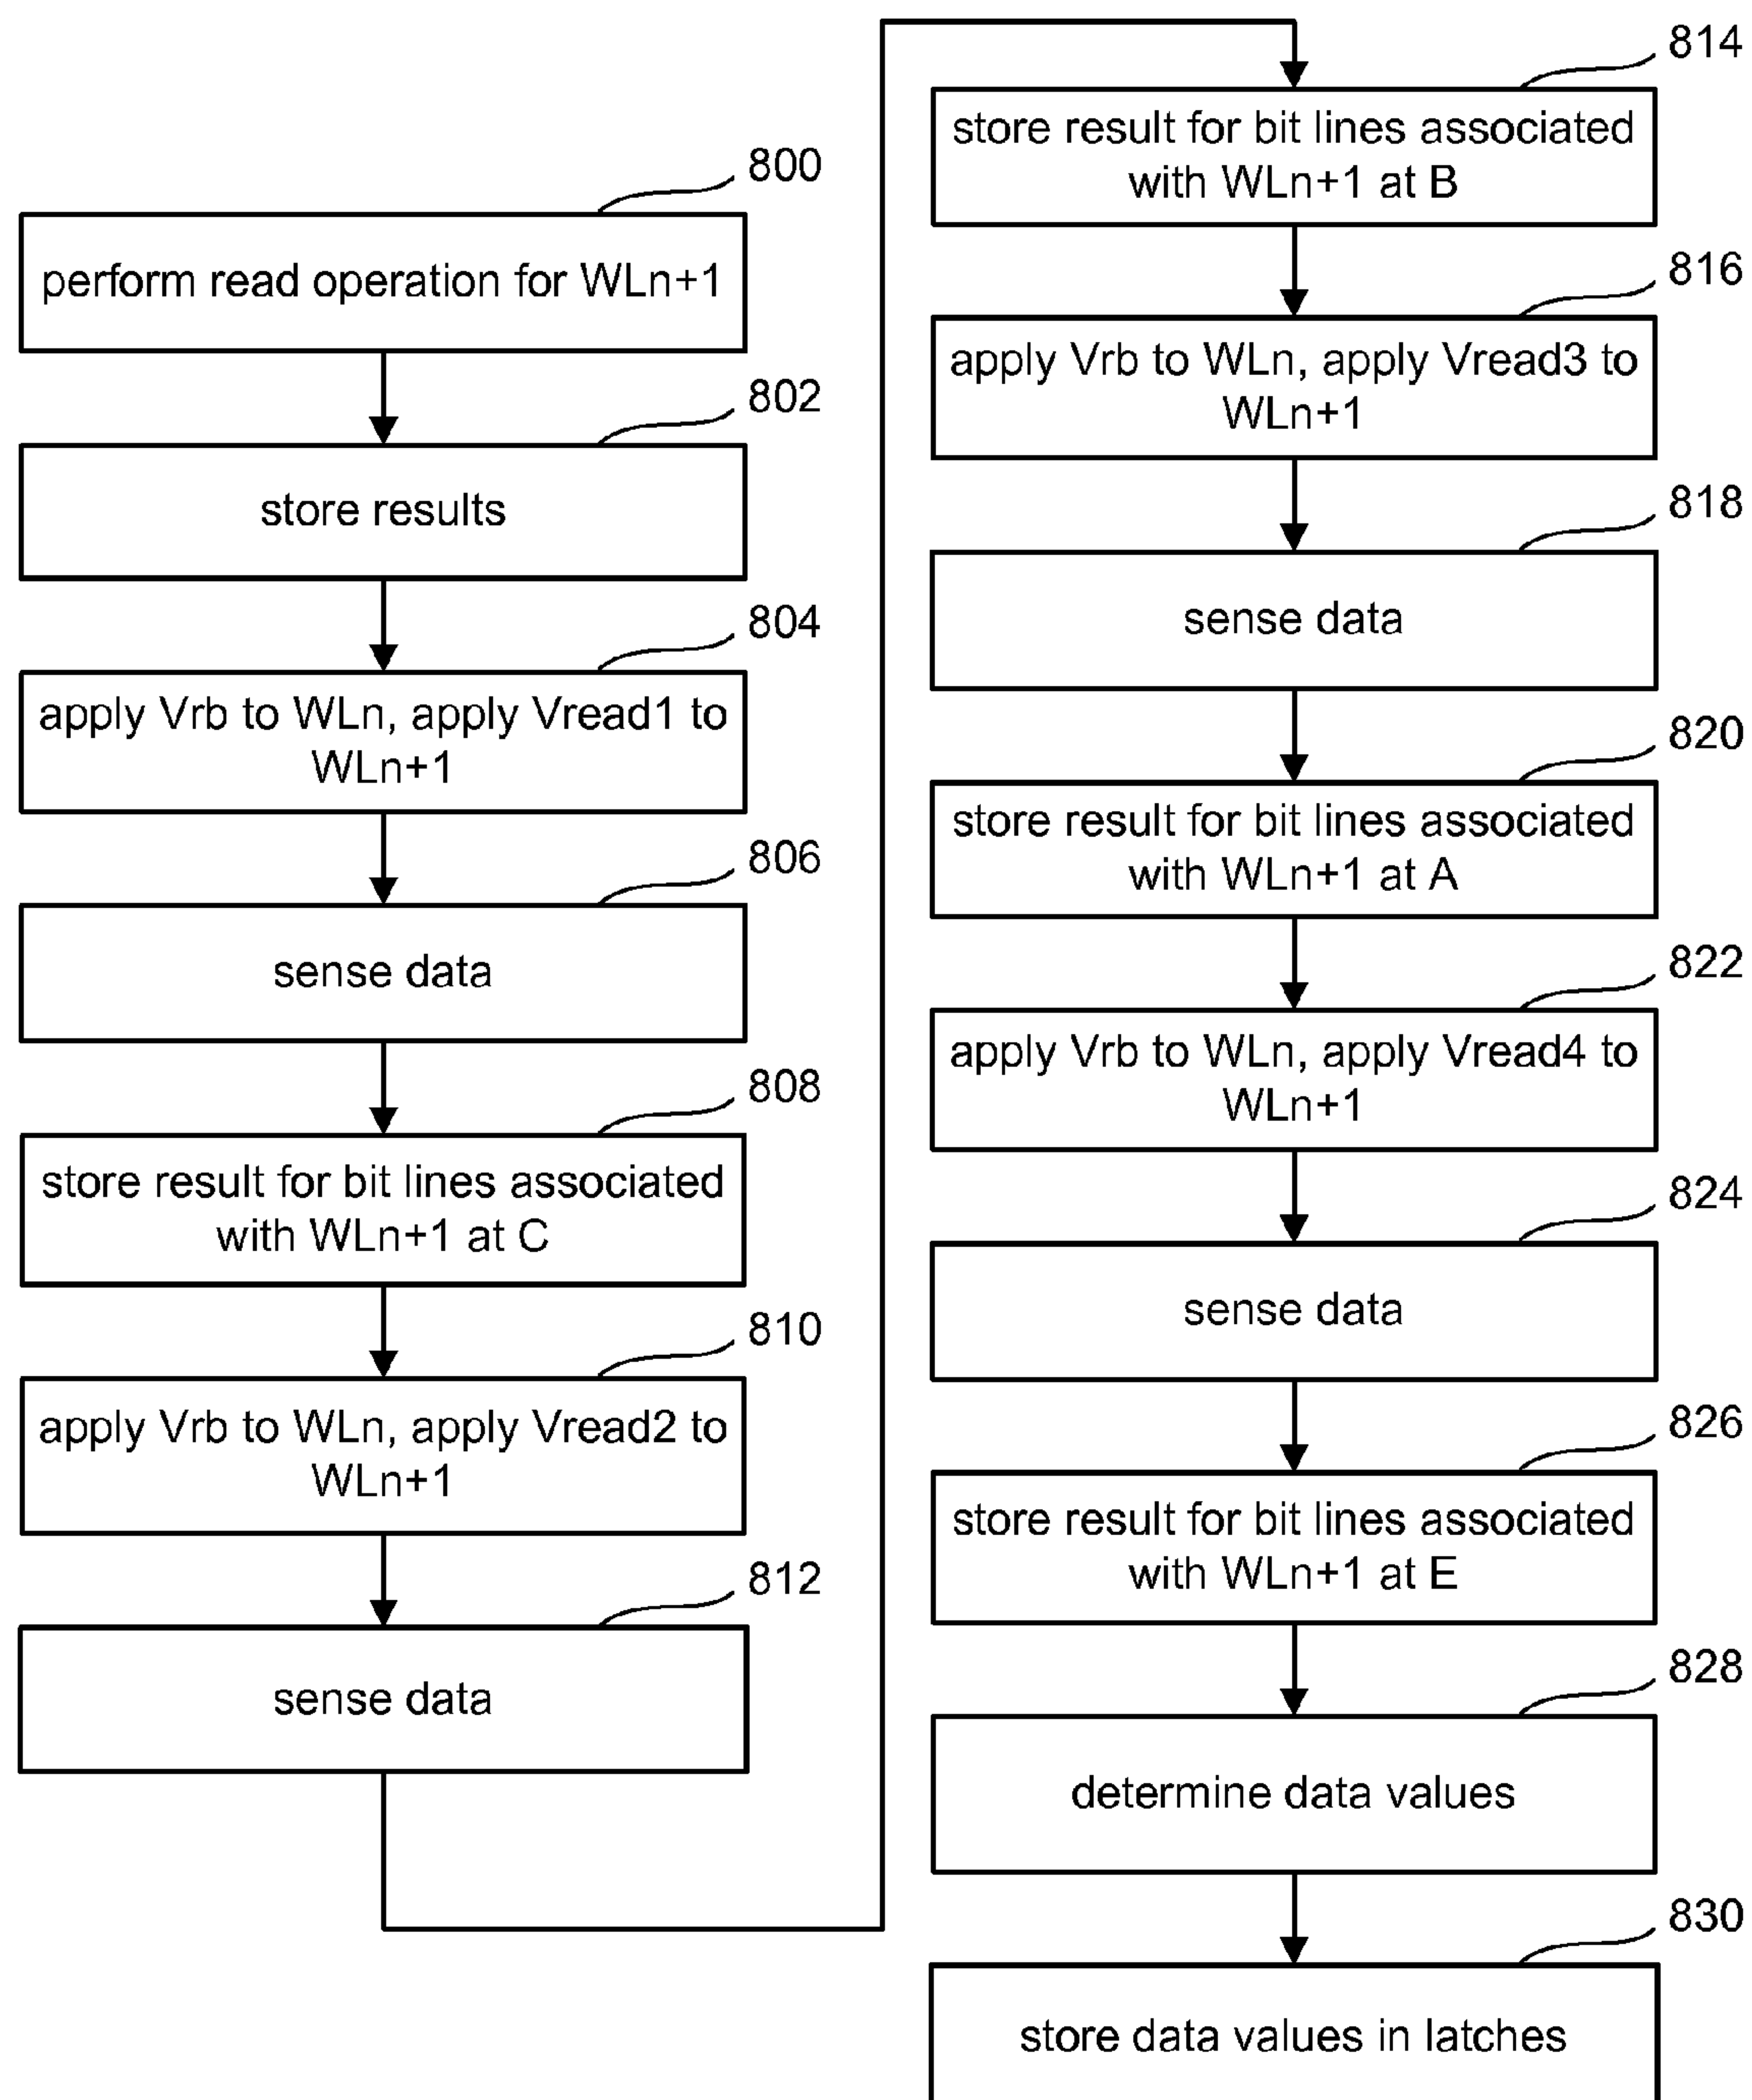 800
perform read operation for WLn+1
802
store results
804
apply Vrb to WLn, apply Vread1 to
WLn+1
806
sense data
808
store result for bit lines associated
with WLn+1 at C
810
apply Vrb to WLn, apply Vread2 to
WLn+1
812
sense data
814
store result for bit lines associated
with WLn+1 at B
816
apply Vrb to WLn, apply Vread3 to
WLn+1
818
sense data
820
store result for bit lines associated
with WLn+1 at A
822
apply Vrb to WLn, apply Vread4 to
WLn+1
824
sense data
826
store result for bit lines associated
with WLn+1 at E
828
determine data values
830
store data values in latches